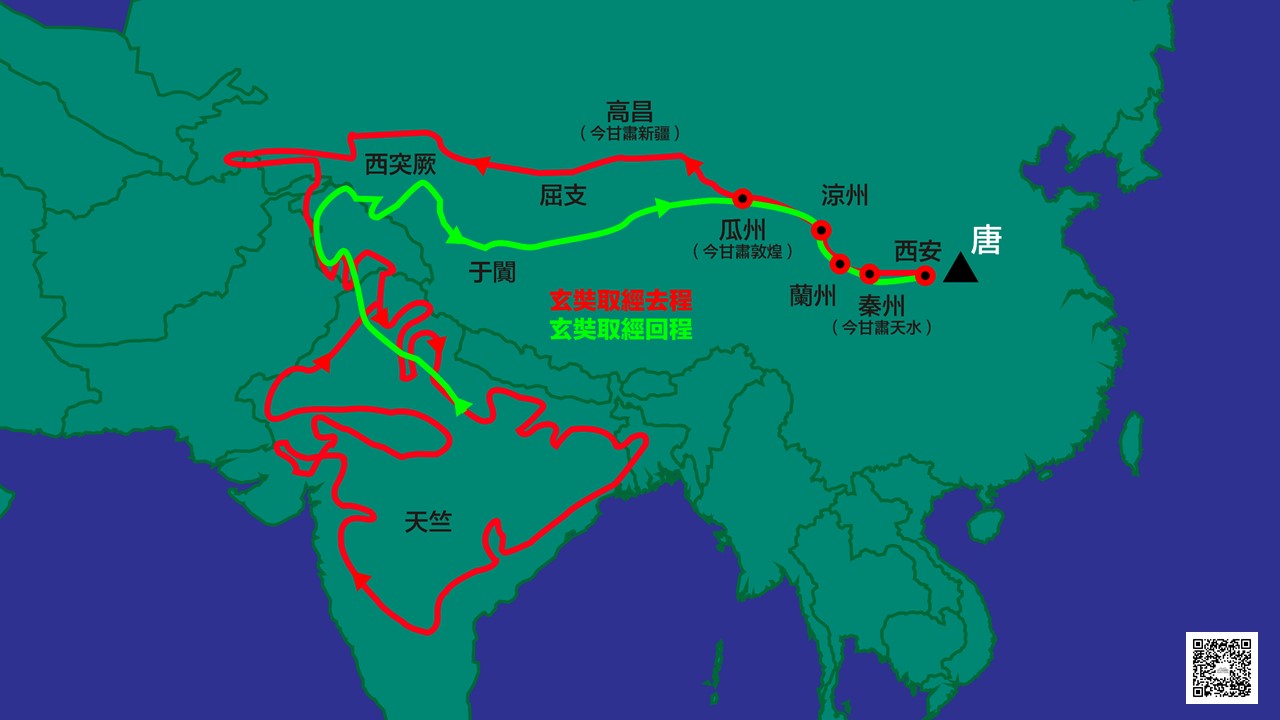 高昌
（今甘肅新疆）
西突厥
屈支
涼州
瓜州
（今甘肅敦煌）
唐
西安
于闐
蘭州
秦州
（今甘肅天水）
玄奘取經去程
玄奘取經回程
天竺